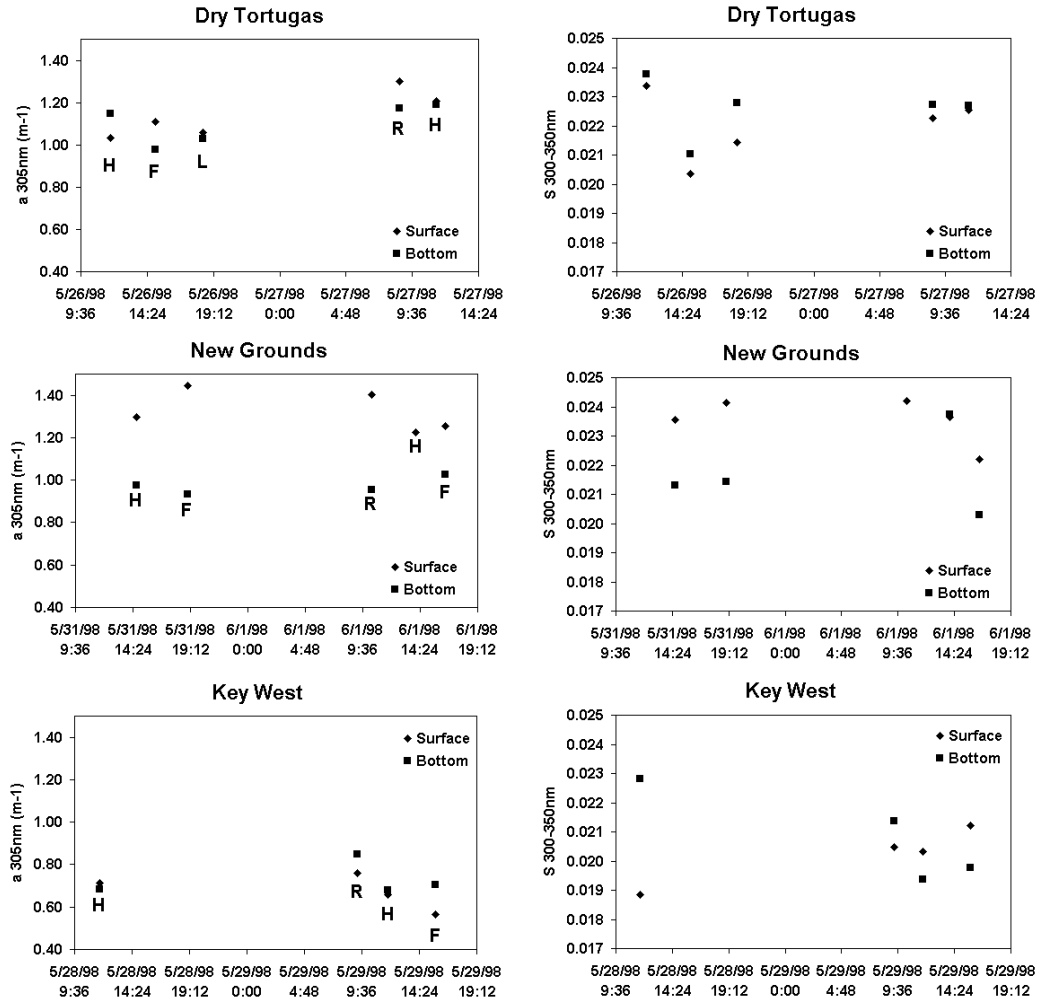 Dry Tortugas
a 305nm (m-1)
1.40
1.20
1.00
0.80
0.60
0.40
H
F
L
R
H
Surface
Bottom
5/26/98 5/26/98 5/26/98 5/27/98 5/27/98 5/27/98 5/27/98
9:36 14:24 19:12 0:00 4:48 9:36 14:24
Dry Tortugas
S 300-350nm
0.025
0.024
0.023
0.022
0.021
0.020
0.019
0.018
0.017
Surface
Bottom
5/26/98 5/26/98 5/26/98 5/27/98 5/27/98 5/27/98 5/27/98
9:36 14:24 19:12 0:00 4:48 9:36 14:24
New Grounds
a 305nm (m-1)
1.40
1.20
1.00
0.80
0.60
0.40
H
F
R
H
F
Surface
Bottom
5/31/98 5/31/98 5/31/98 6/1/98 6/1/98 6/1/98 6/1/98 6/1/98
9:36 14:24 19:12 0:00 4:48 9:36 14:24 19:12
New Grounds
S 300-350nm
0.025
0.024
0.023
0.022
0.021
0.020
0.019
0.018
0.017
Surface
Bottom
5/31/98 5/31/98 5/31/98 6/1/98 6/1/98 6/1/98 6/1/98 6/1/98
9:36 14:24 19:12 0:00 4:48 9:36 14:24 19:12
Key West
a 305nm (m-1)
1.40
1.20
1.00
0.80
0.60
0.40
Surface
Bottom
H
R
H
F
5/28/98 5/28/98 5/28/98 5/29/98 5/29/98 5/29/98 5/29/98 5/29/98
9:36 14:24 19:12 0:00 4:48 9:36 14:24 19:12
Key West
S 300-350nm
0.025
0.024
0.023
0.022
0.021
0.020
0.019
0.018
0.017
Surface
Bottom
5/28/98 5/28/98 5/28/98 5/29/98 5/29/98 5/29/98 5/29/98 5/29/98
9:36 14:24 19:12 0:00 4:48 9:36 14:24 19:12